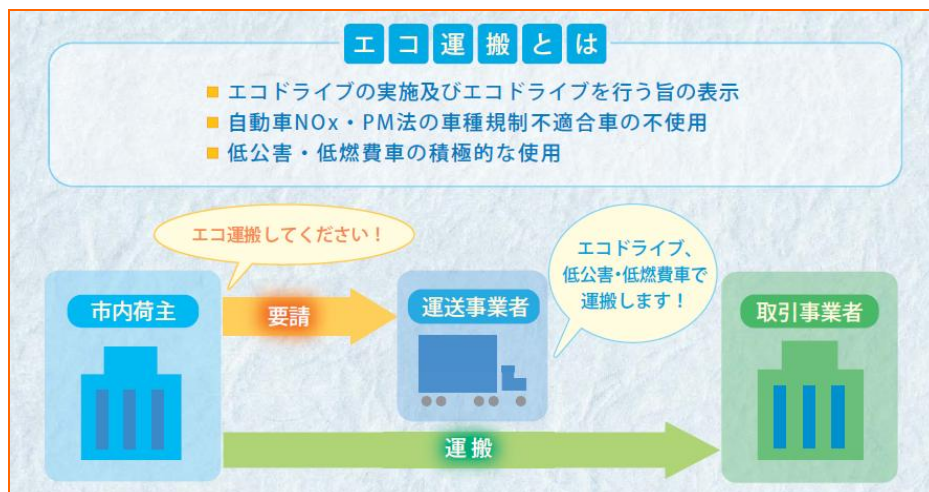 エコ運搬とは
■ エコドライブの実施及びエコドライブを行う旨の表示
■ 自動車NOx・PM法の車種規制不適合車の不使用
■ 低公害・低燃費車の積極的な使用
エコ運搬してください！
エコドライブ、
低公害・低燃費車で
運搬します！
市内荷主
要請
運送事業者
取引事業者
運搬